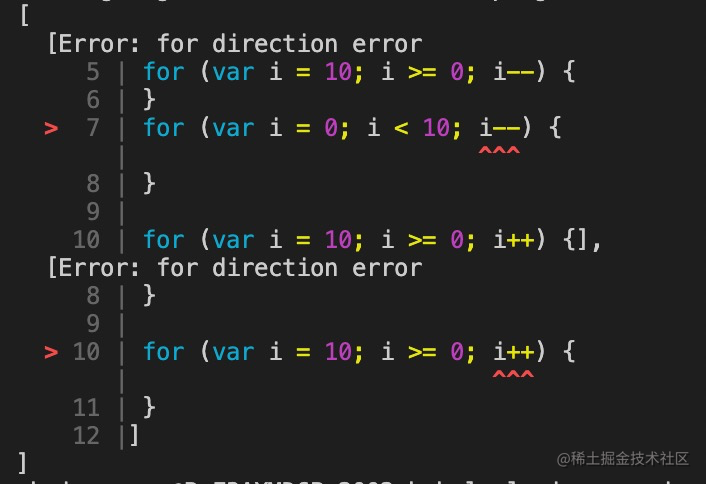 [
[Error: for direction error
5 | for (var i = 10; i >= 0; i--) {
6 | }
> 7 | for (var i = 0; i < 10; i--) {
| ^^^
8 | }
9 |
10 | for (var i = 10; i >= 0; i++) {],
[Error: for direction error
8 | }
9 |
> 10 | for (var i = 10; i >= 0; i++) {
| ^^^
11 | }
12 |]
]
@稀土掘金技术社区